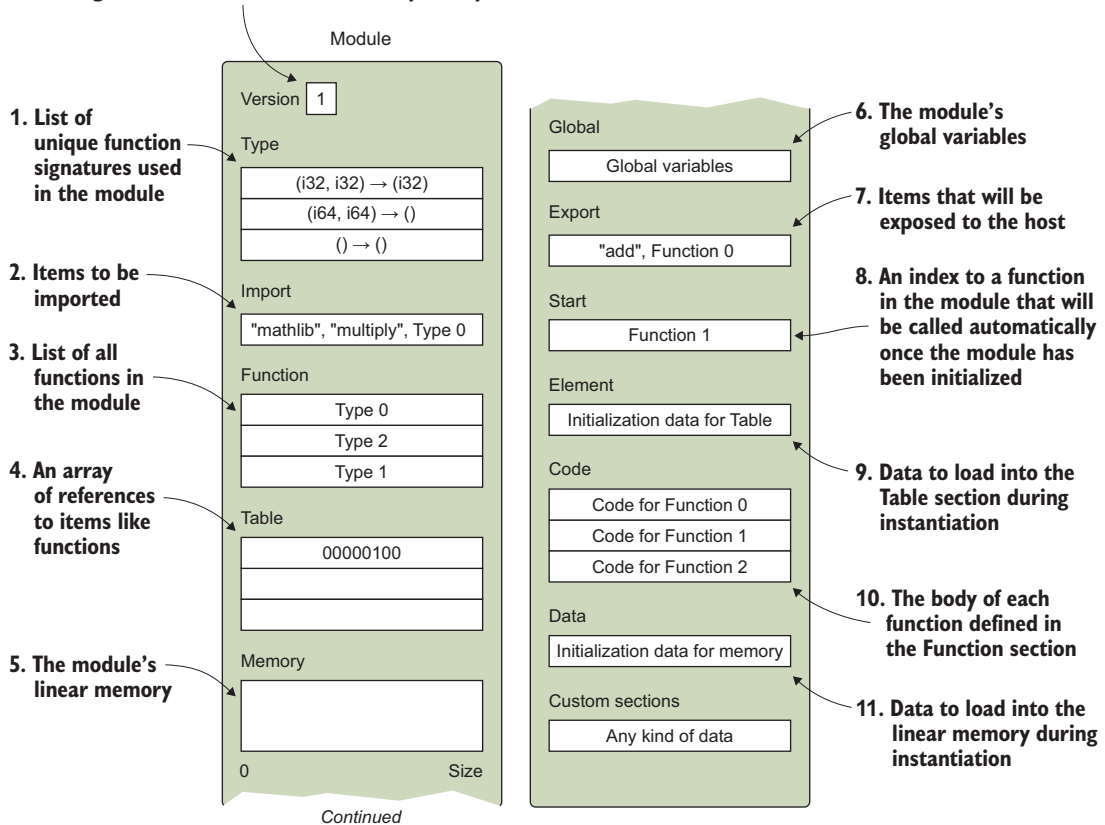 Module
Version 1
1. List of
unique function
signatures used
in the module
Type
(i32, i32) → (i32)
(i64, i64) → ()
() → ()
2. Items to be
imported
Import
"mathlib", "multiply", Type 0
3. List of all
functions in
the module
Function
Type 0
Type 2
Type 1
4. An array
of references
to items like
functions
Table
00000100
5. The module's
linear memory
Memory
0 Size
Continued
Global
Global variables
6. The module's
global variables
Export
"add", Function 0
7. Items that will be
exposed to the host
Start
Function 1
8. An index to a function
in the module that will
be called automatically
once the module has
been initialized
Element
Initialization data for Table
9. Data to load into the
Table section during
instantiation
Code
Code for Function 0
Code for Function 1
Code for Function 2
10. The body of each
function defined in
the Function section
Data
Initialization data for memory
11. Data to load into the
linear memory during
instantiation
Custom sections
Any kind of data